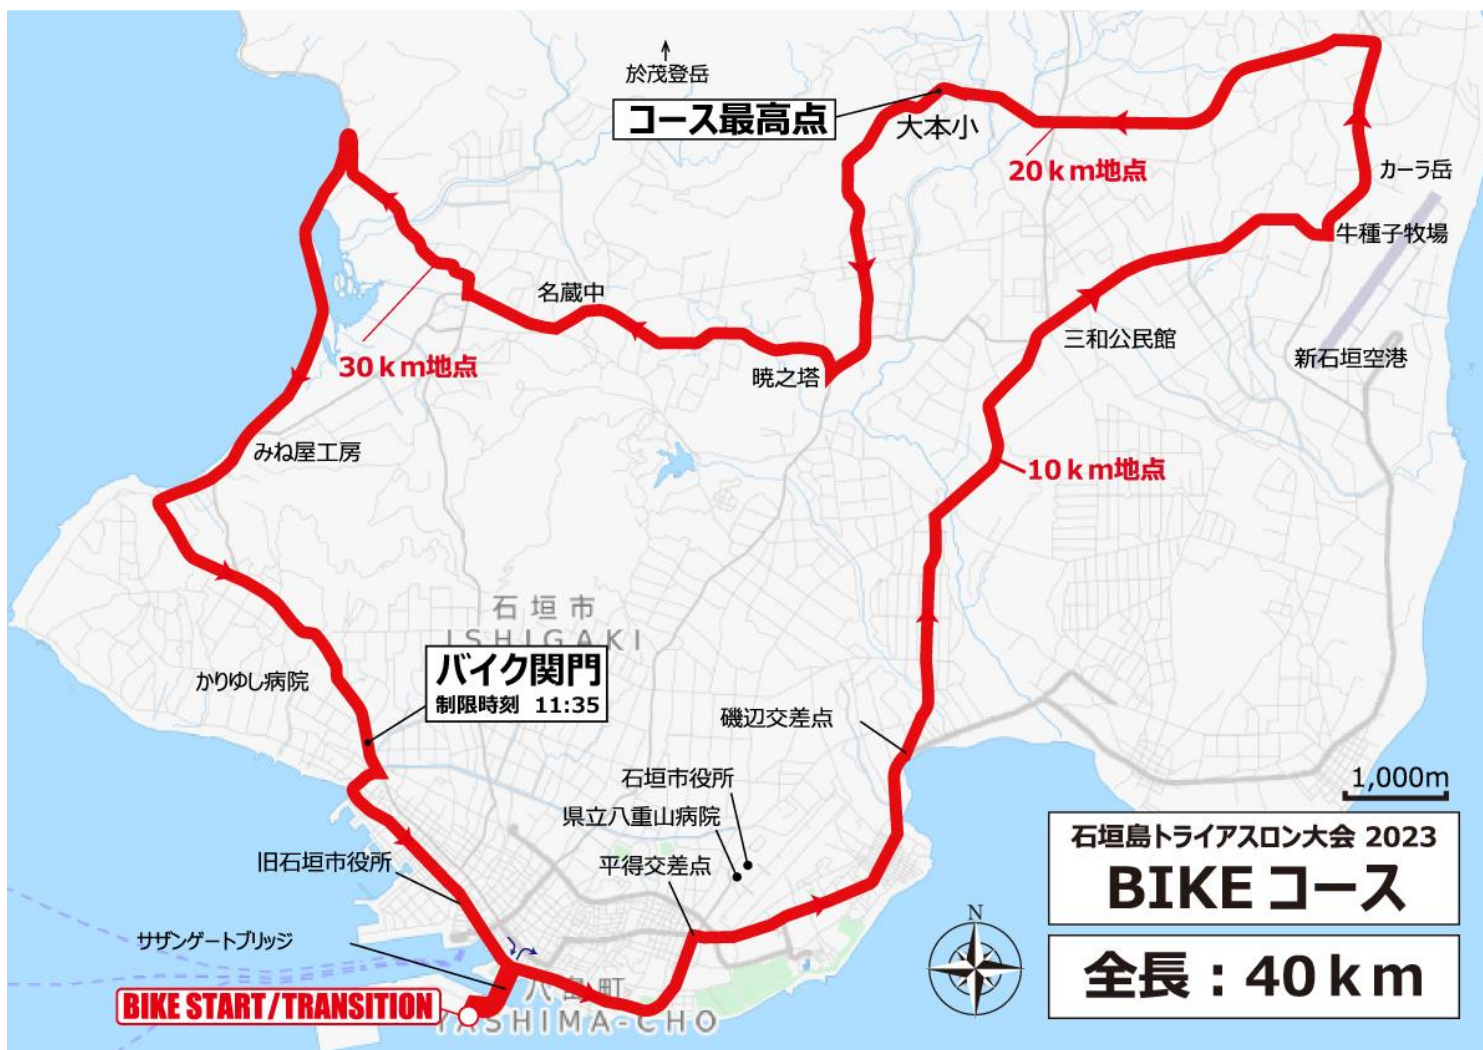 於茂登岳
コース最高点
大本小
20km地点
カーラ岳
牛種子牧場
名蔵中
三和公民館
新石垣空港
30km地点
暁之塔
みね屋工房
10km地点
石垣市
ISHIGAKI
バイク関門
制限時刻 11:35
かりゆし病院
磯辺交差点
石垣市役所
県立八重山病院
1,000m
旧石垣市役所
平得交差点
石垣島トライアスロン大会 2023
BIKE コース
サザンゲートブリッジ
N
全長：40km
八島町
BIKE START/TRANSITION
YASHIMA-CHO